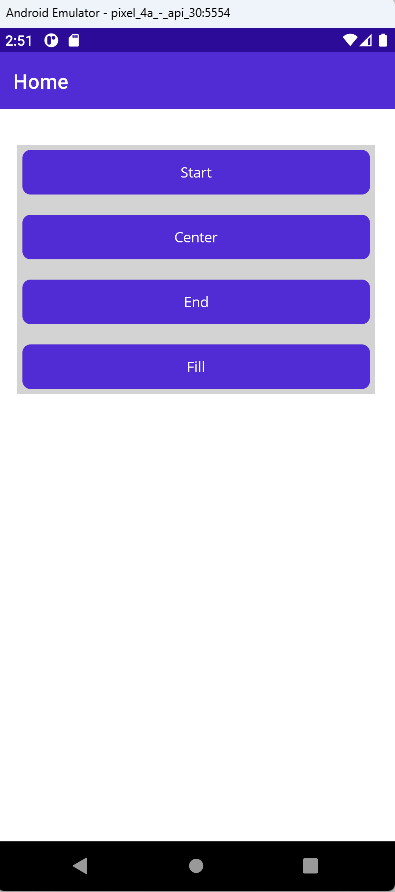 Android Emulator - pixel_4a_-_api_30:5554
2:51
Home
Start
Center
End
Fill